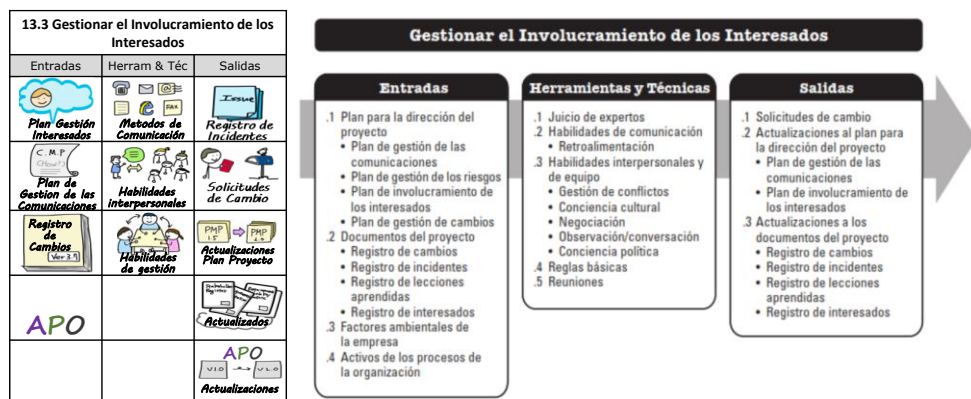 13.3 Gestionar el Involucramiento de los
Interesados
Entradas
Herram & Téc
Salidas
Plan Gestión
Interesados
FAX
Metodos de
Comunicación
Issue
Registro de
Incidentes
C.M.P
(How?)
Plan de
Gestion de las
Comunicaciones
Habilidades
interpersonales
Solicitudes
de Cambio
Registro
de
Cambios
Ver 3.9
Habilidades
de gestión
PMP
1.5
PMP
Actualizaciones
Plan Proyecto
APO
Actualizados
APO
V1.0
Actualizaciones
Gestionar el Involucramiento de los Interesados
Entradas
.1 Plan para la dirección del
proyecto
• Plan de gestión de las
comunicaciones
• Plan de gestión de los riesgos
• Plan de involucramiento de
los interesados
• Plan de gestión de cambios
.2 Documentos del proyecto
• Registro de cambios
• Registro de incidentes
• Registro de lecciones
aprendidas
• Registro de interesados
.3 Factores ambientales de
la empresa
.4 Activos de los procesos de
la organización
Herramientas y Técnicas
.1 Juicio de expertos
.2 Habilidades de comunicación
• Retroalimentación
.3 Habilidades interpersonales y
de equipo
• Gestión de conflictos
• Conciencia cultural
• Negociación
• Observación/conversación
• Conciencia política
.4 Reglas básicas
.5 Reuniones
Salidas
.1 Solicitudes de cambio
.2 Actualizaciones al plan para
la dirección del proyecto
• Plan de gestión de las
comunicaciones
• Plan de involucramiento de
los interesados
.3 Actualizaciones a los
documentos del proyecto
• Registro de cambios
• Registro de incidentes
• Registro de lecciones
aprendidas
• Registro de interesados